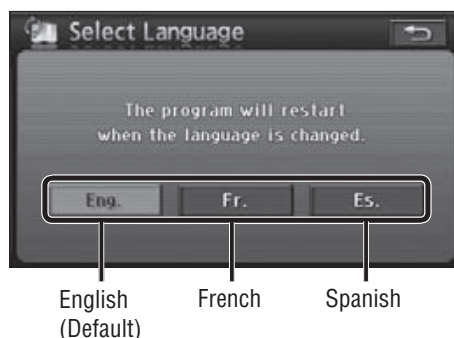 Select Language
The program will restart
when the language is changed.
Eng. Fr. Es.
English French Spanish
(Default)